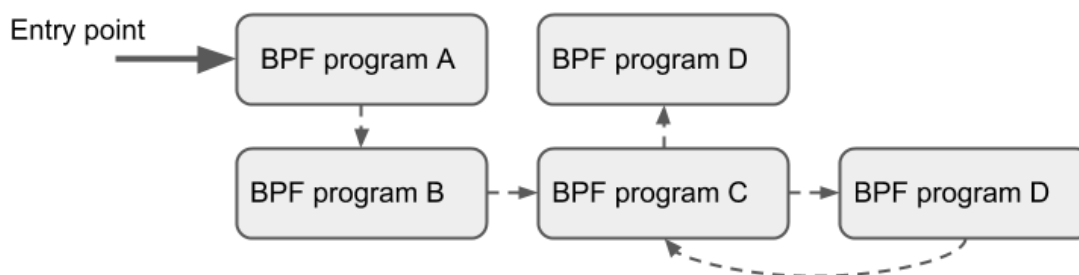 Entry point
BPF program A
BPF program D
BPF program B
BPF program C
BPF program D